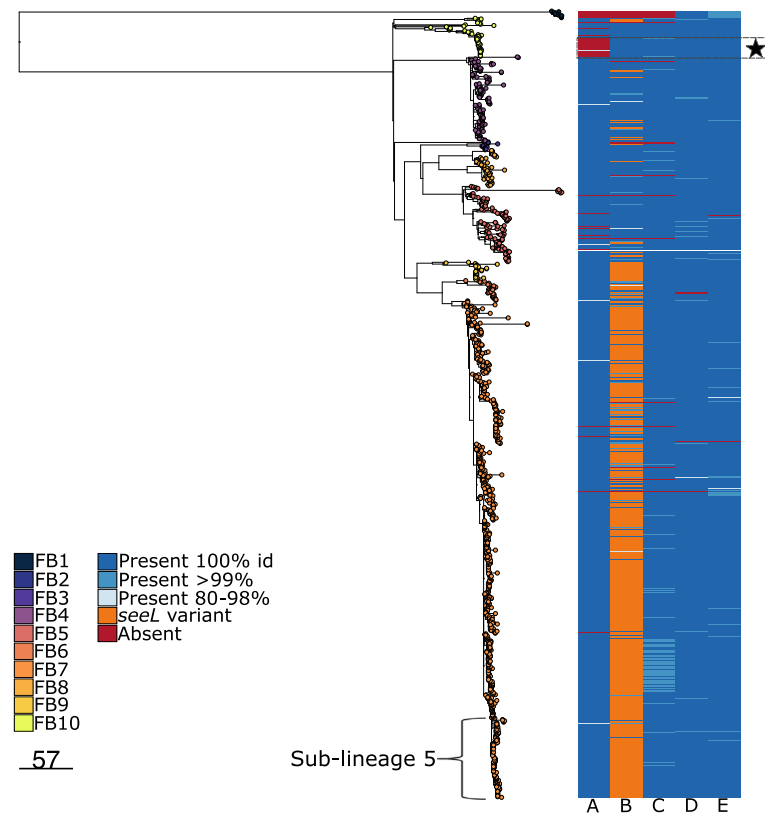 FB1
FB2
FB3
FB4
FB5
FB6
FB7
FB8
FB9
FB10
Present 100% id
Present >99%
Present 80-98%
seeL variant
Absent
57
Sub-lineage 5
A B C D E